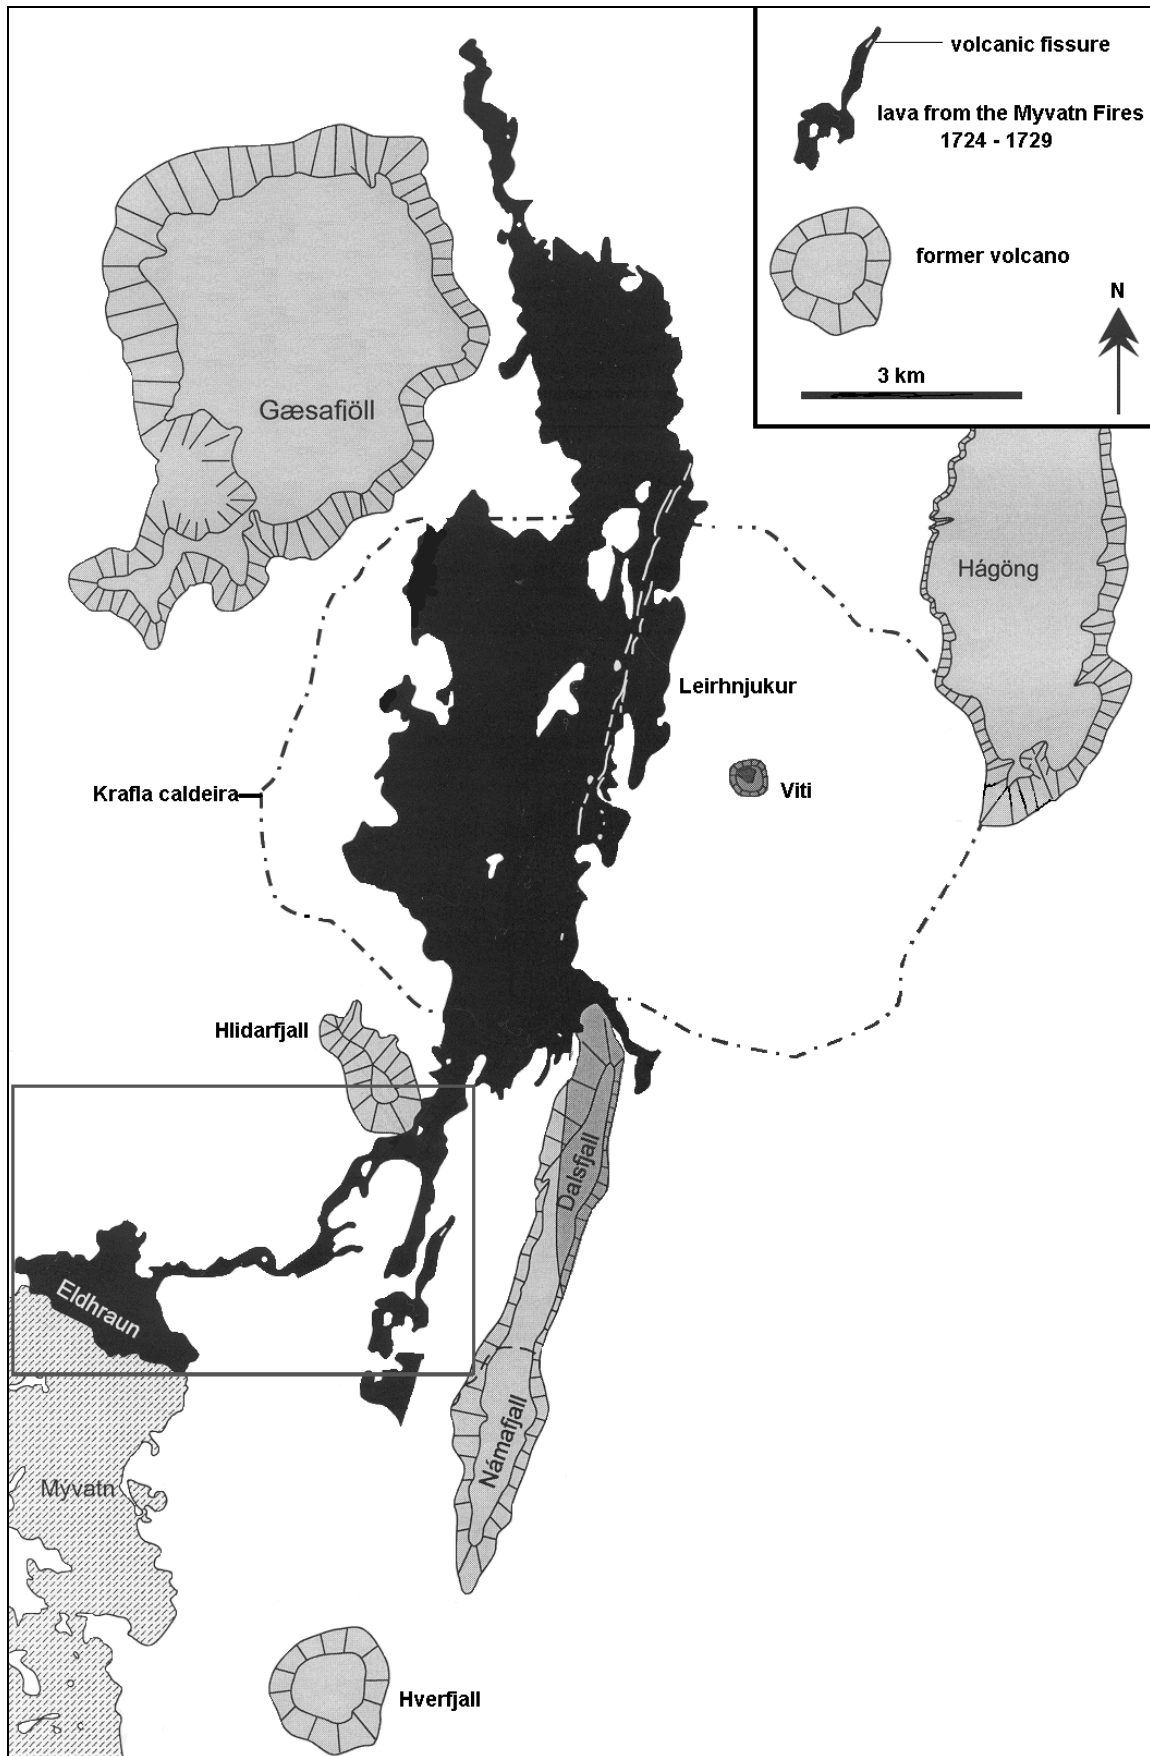 volcanic fissure
lava from the Myvatn Fires
1724 - 1729
former volcano
N
3 km
Gæsafjöll
Hágöng
Leirhnjukur
Krafla caldeira
Viti
Hlidarfjall
Dalsfjall
Eldhraun
Námafjall
Myvatn
Hverfjall